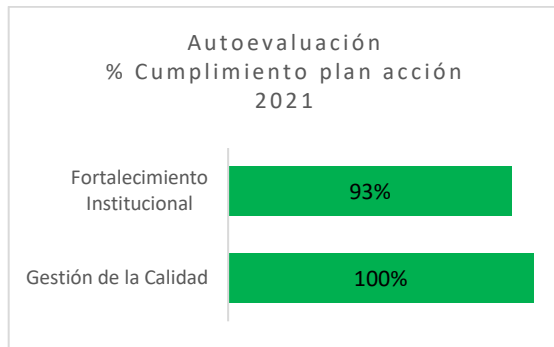 Autoevaluación
% Cumplimiento plan acción
2021
Fortalecimiento
Institucional
93%
Gestión de la Calidad
100%